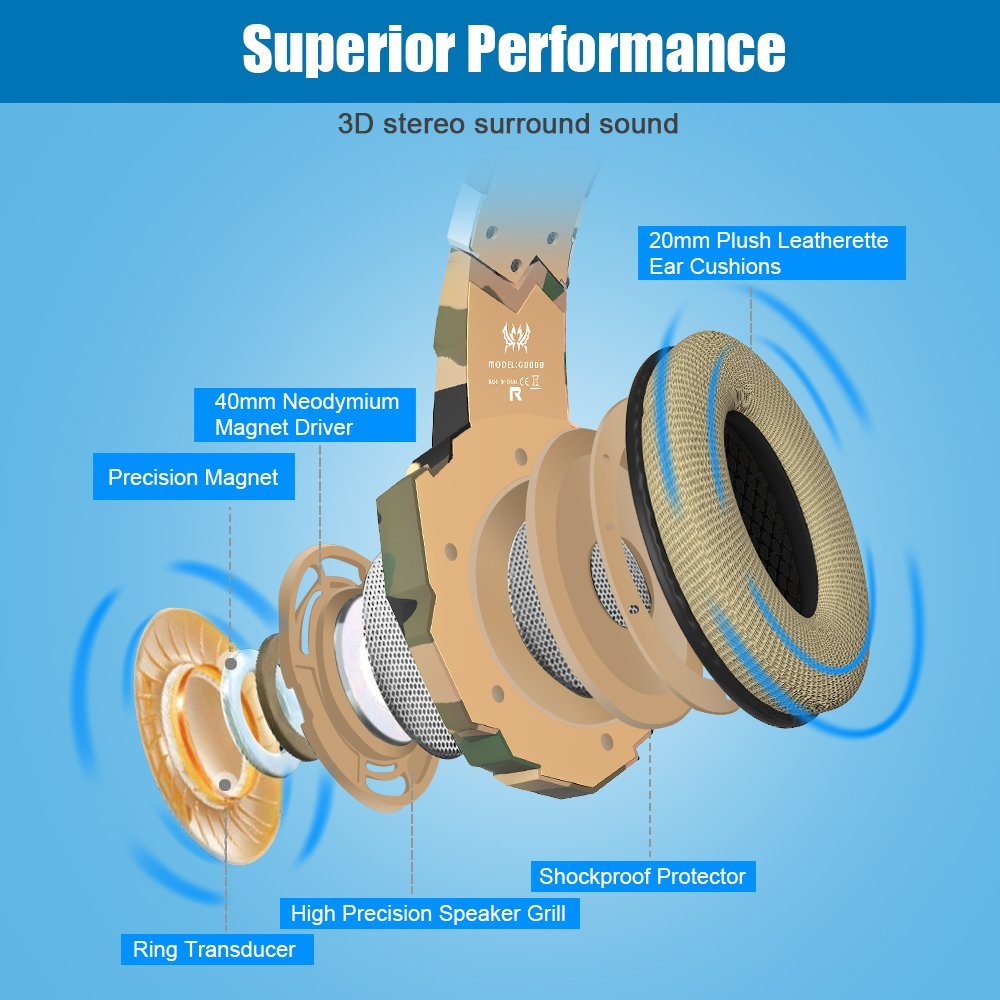 Superior Performance
3D stereo surround sound
20mm Plush Leatherette
Ear Cushions
MODEL:G9000
MADE IN CHINA CE
R
40mm Neodymium
Magnet Driver
Precision Magnet
Shockproof Protector
High Precision Speaker Grill
Ring Transducer